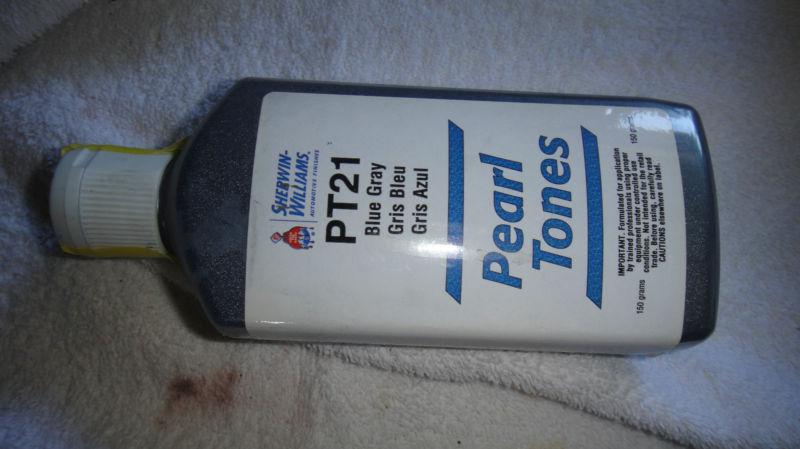 SHERWIN-
WILLIAMS®
AUTOMOTIVE FINISHES
PT21
Blue Gray
Gris Bleu
Gris Azul
Pearl
Tones
IMPORTANT. Formulated for application
by trained professionals using proper
equipment under controlled use
conditions. Not intended for the retail
trade. Before using, carefully read
CAUTIONS elsewhere on label.
150 grams
150 grams